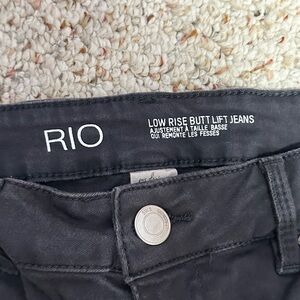 RIO
LOW RISE BUTT LIFT JEANS
AJUSTEMENT À TAILLE BASSE
QUI REMONTE LES FESSES